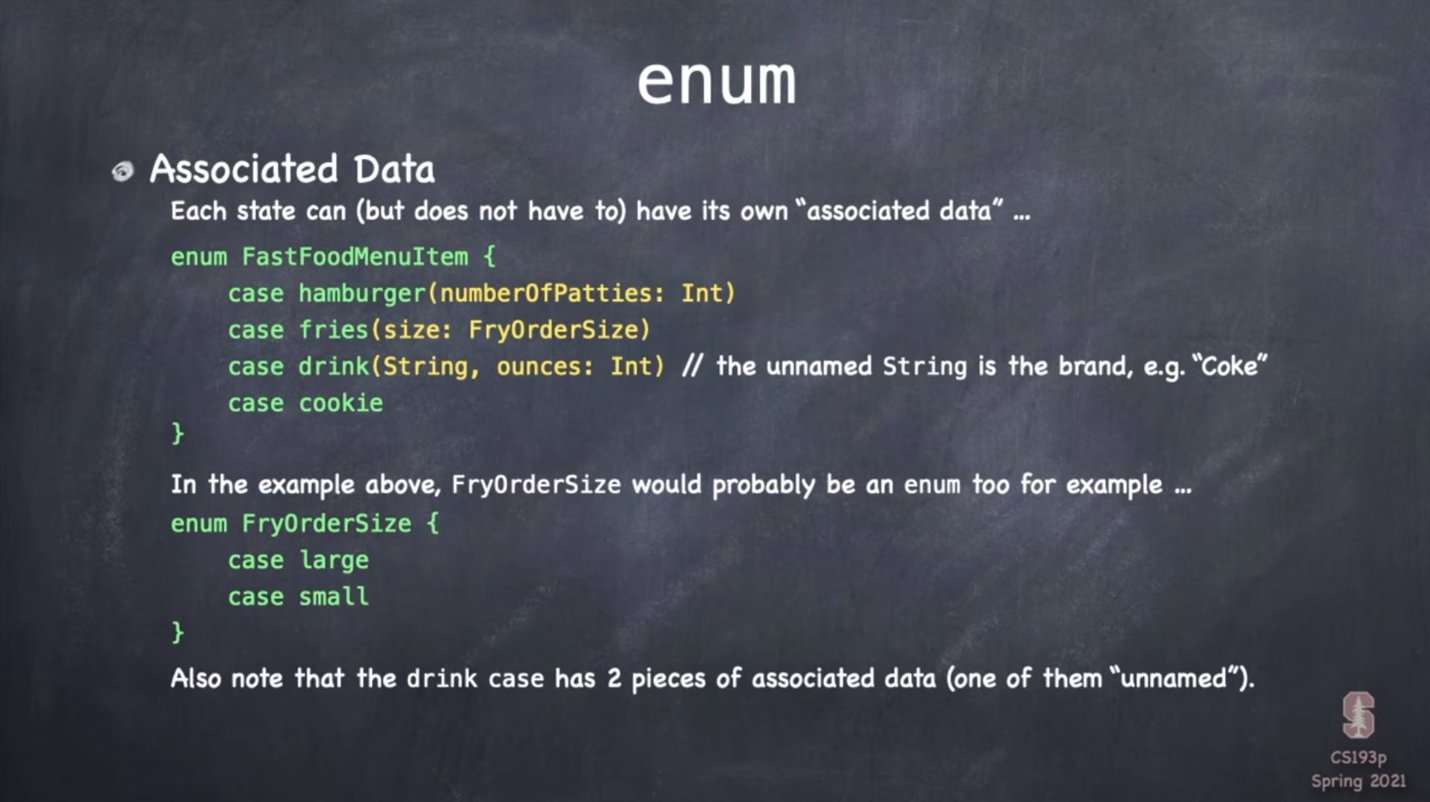 enum
Associated Data
Each state can (but does not have to) have its own “associated data” …
enum FastFoodMenuItem {
    case hamburger(numberOfPatties: Int)
    case fries(size: FryOrderSize)
    case drink(String, ounces: Int) // the unnamed String is the brand, e.g. “Coke”
    case cookie
}
In the example above, FryOrderSize would probably be an enum too for example …
enum FryOrderSize {
    case large
    case small
}
Also note that the drink case has 2 pieces of associated data (one of them “unnamed”).
S
CS193p
Spring 2021